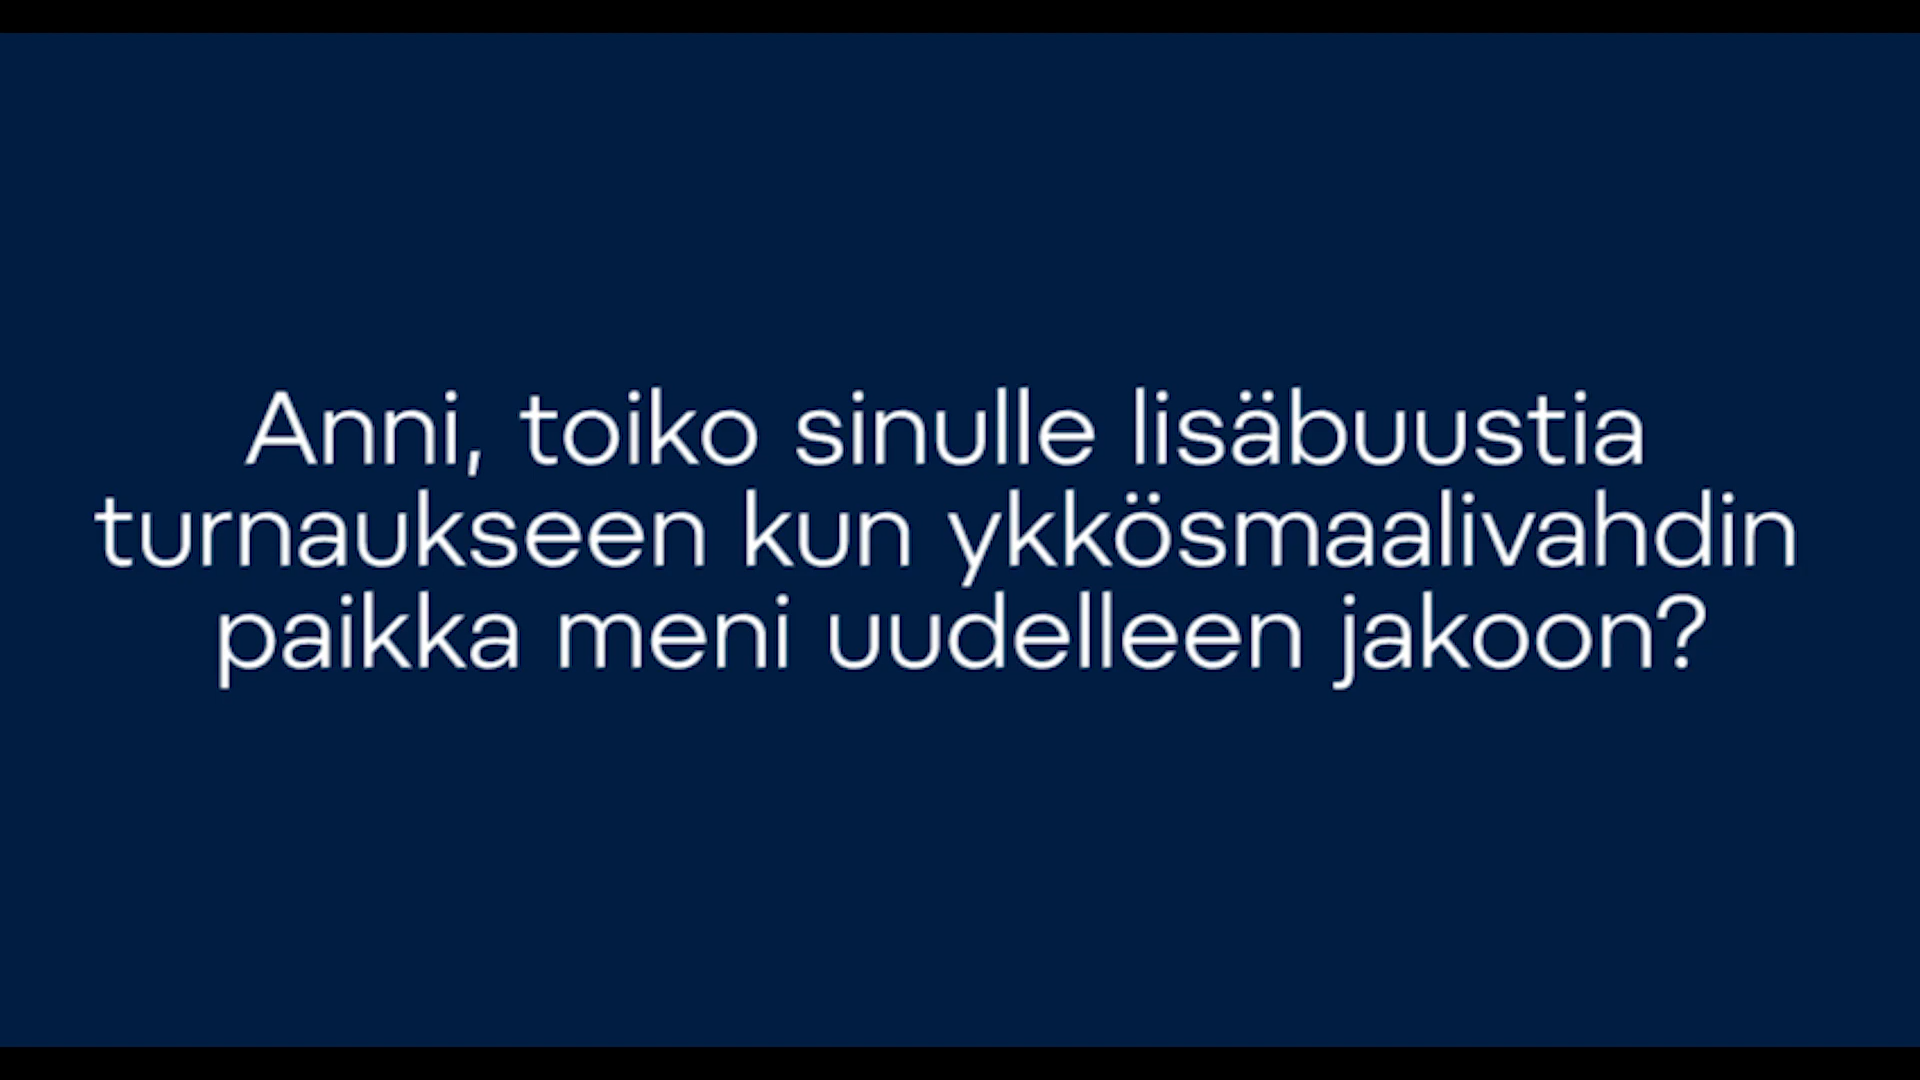 Anni, toiko sinulle lisäbuustia
turnaukseen kun ykkösmaalivahdin
paikka meni uudelleen jakoon?